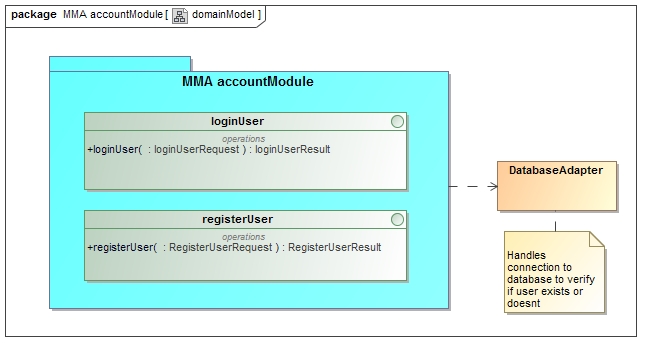 package MMA accountModule [ domainModel ]
MMA accountModule
loginUser
operations
+loginUser( : loginUserRequest ) : loginUserResult
registerUser
operations
+registerUser( : RegisterUserRequest ) : RegisterUserResult
DatabaseAdapter
Handles
connection to
database to verify
if user exists or
doesnt